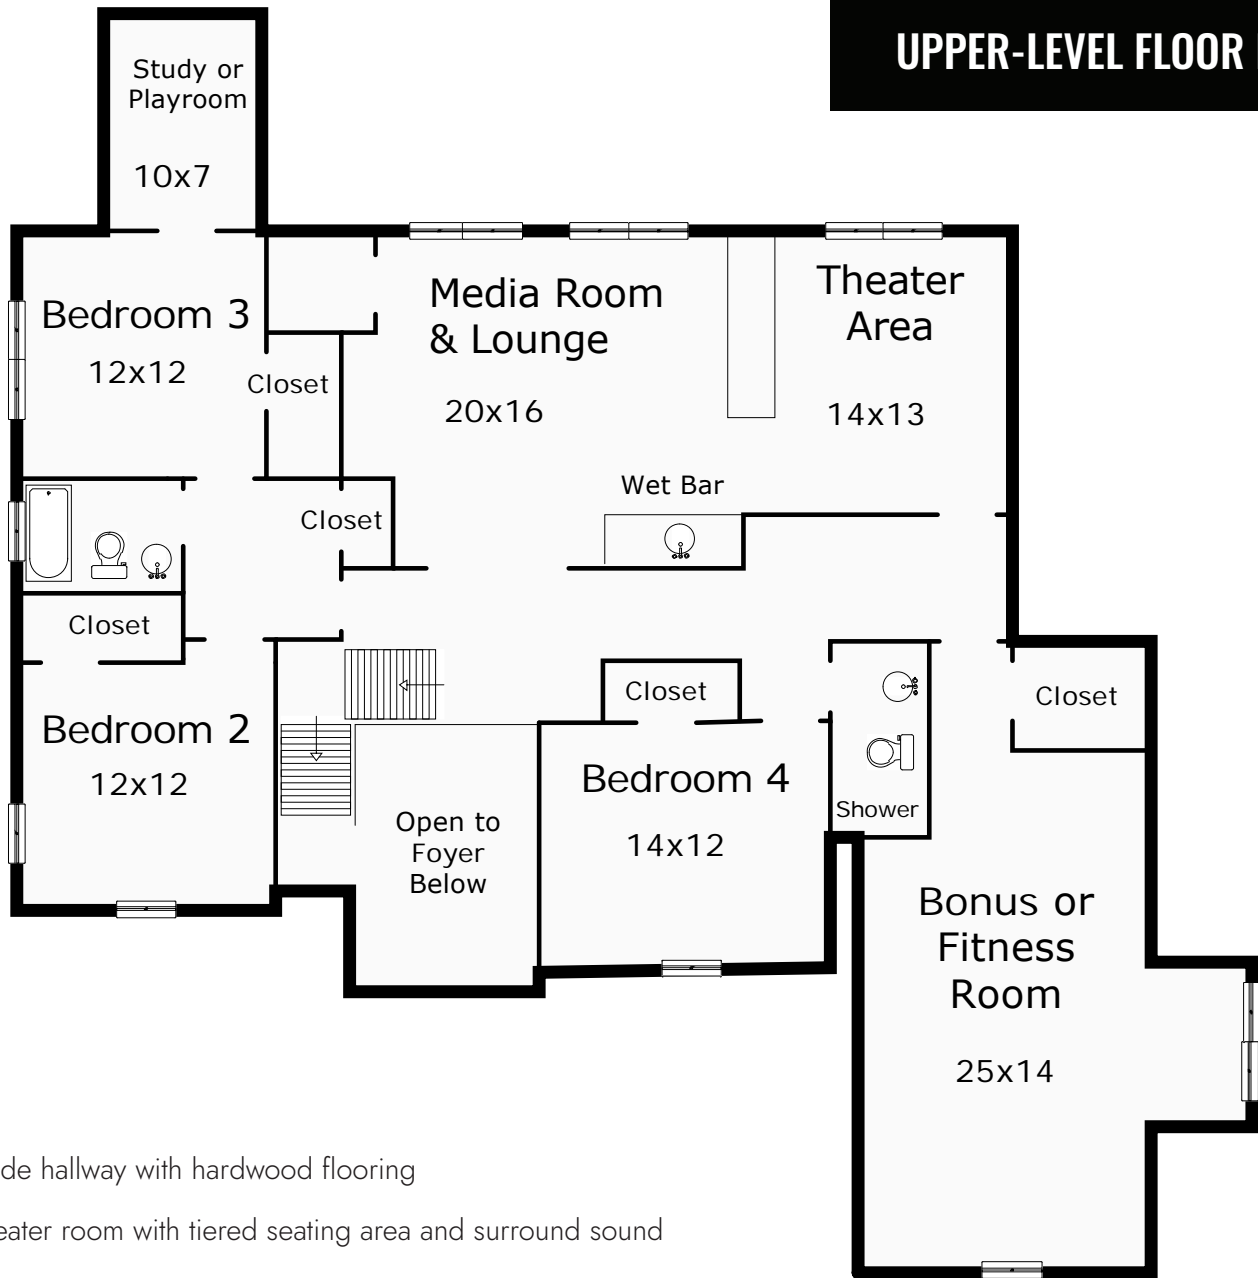 UPPER-LEVEL FLOOR
Study or
Playroom
10x7
Bedroom 3
12x12
Closet
Media Room
& Lounge
20x16
Theater
Area
14x13
Wet Bar
Closet
Closet
Bedroom 2
12x12
Open to
Foyer
Below
Closet
Bedroom 4
14x12
Shower
Closet
Bonus or
Fitness
Room
25x14
hallway with hardwood flooring
room with tiered seating area and surround sound